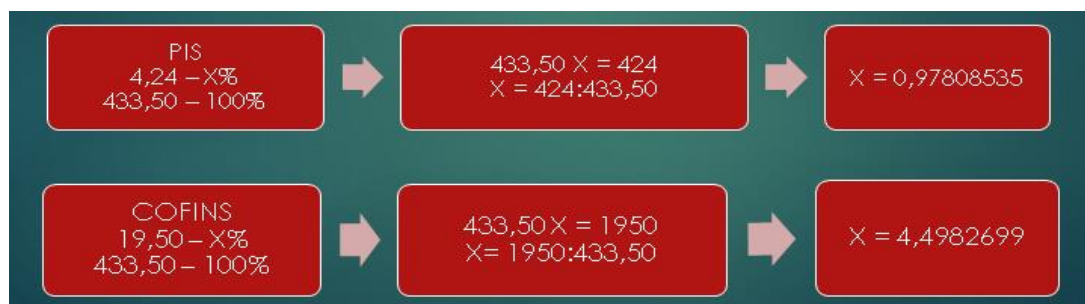 PIS
4,24 – X%
433,50 – 100%
433,50 X = 424
X = 424:433,50
X = 0,97808535
COFINS
19,50 – X%
433,50 – 100%
433,50 X = 1950
X= 1950:433,50
X = 4,4982699